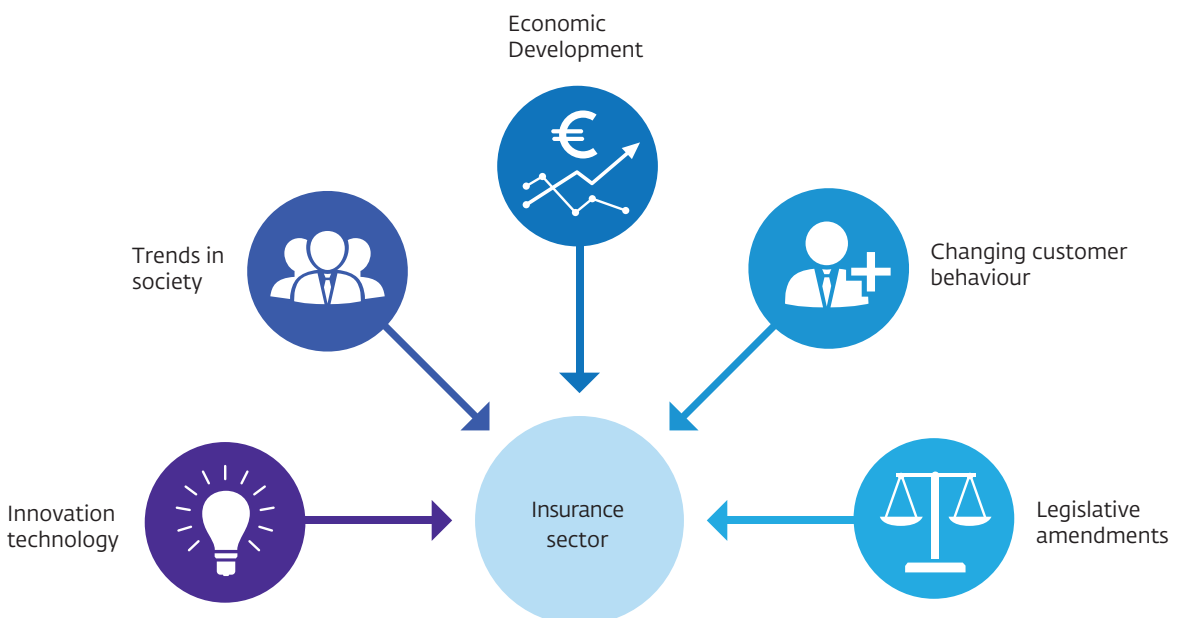 Economic
Development
Trends in
society
Changing customer
behaviour
Innovation
technology
Insurance
sector
Legislative
amendments
€